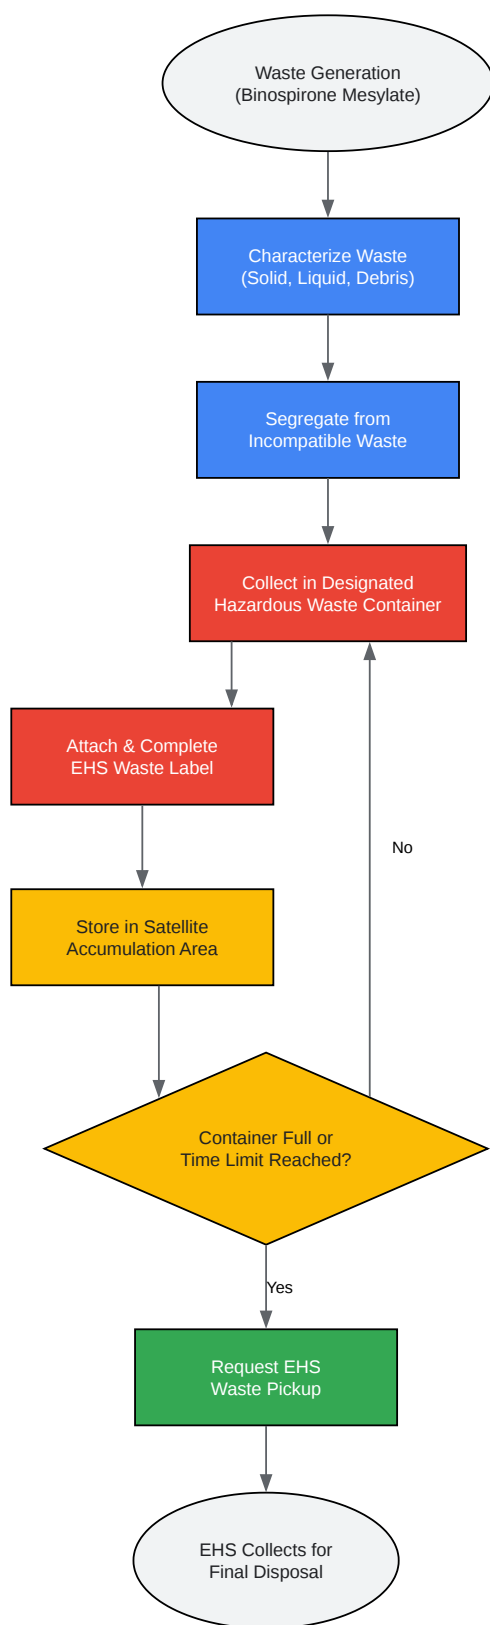 Waste Generation
(Binospirone Mesylate)
Characterize Waste
(Solid, Liquid, Debris)
Segregate from
Incompatible Waste
Collect in Designated
Hazardous Waste Container
Attach & Complete
EHS Waste Label
No
Store in Satellite
Accumulation Area
Container Full or
Time Limit Reached?
Yes
Request EHS
Waste Pickup
EHS Collects for
Final Disposal